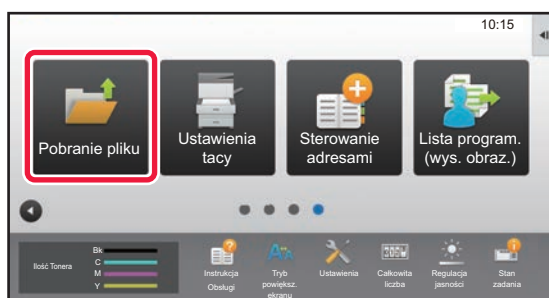 10:15
Pobranie pliku
Ustawienia
tacy
Sterowanie
adresami
Lista program.
(wys. obraz.)
Ilość Tonera
Bk
C
M
Y
Instrukcja
Obsługi
Tryb
powiększ.
ekranu
Ustawienia
Całkowita
liczba
Regulacja
jasności
Stan
zadania